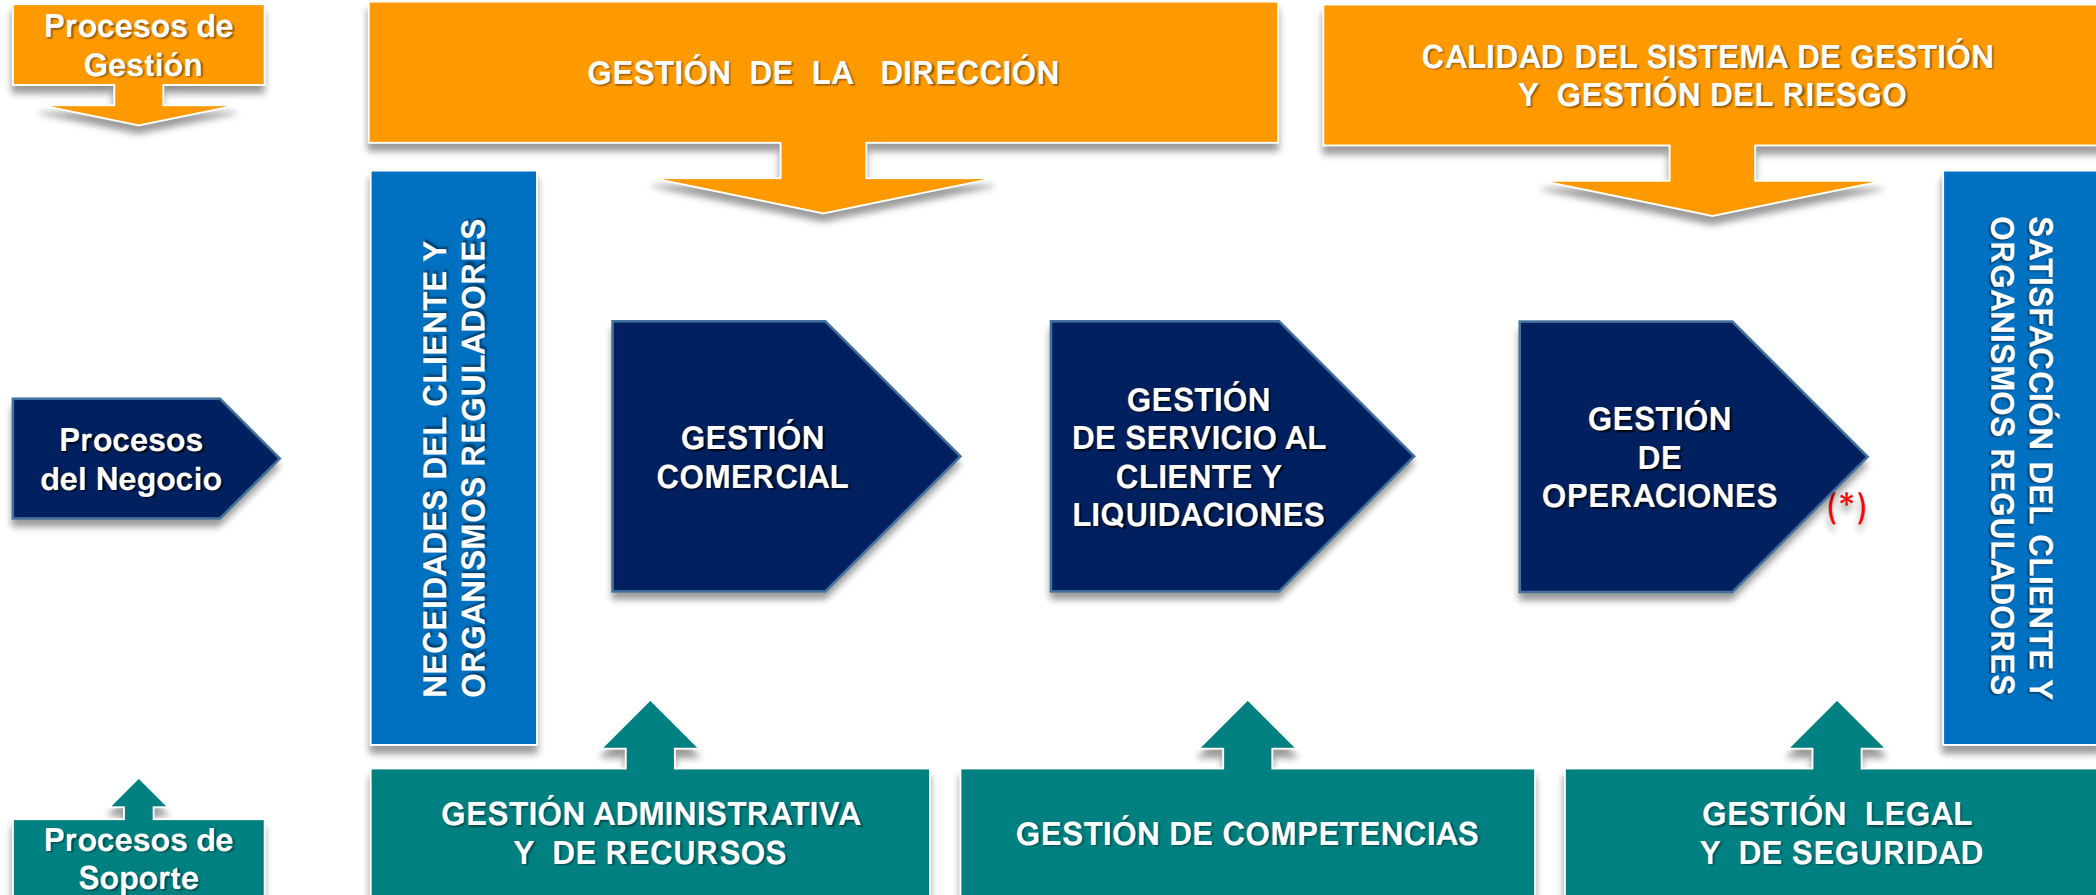 Procesos de
Gestión
GESTIÓN DE LA DIRECCIÓN
CALIDAD DEL SISTEMA DE GESTIÓN
Y GESTIÓN DEL RIESGO
NECEIDADES DEL CLIENTE Y
ORGANISMOS REGULADORES
Procesos
del Negocio
GESTIÓN
COMERCIAL
GESTIÓN
DE SERVICIO AL
CLIENTE Y
LIQUIDACIONES
GESTIÓN
DE
OPERACIONES
(*)
SATISFACCIÓN DEL CLIENTE Y
ORGANISMOS REGULADORES
Procesos de
Soporte
GESTIÓN ADMINISTRATIVA
Y DE RECURSOS
GESTIÓN DE COMPETENCIAS
GESTIÓN LEGAL
Y DE SEGURIDAD